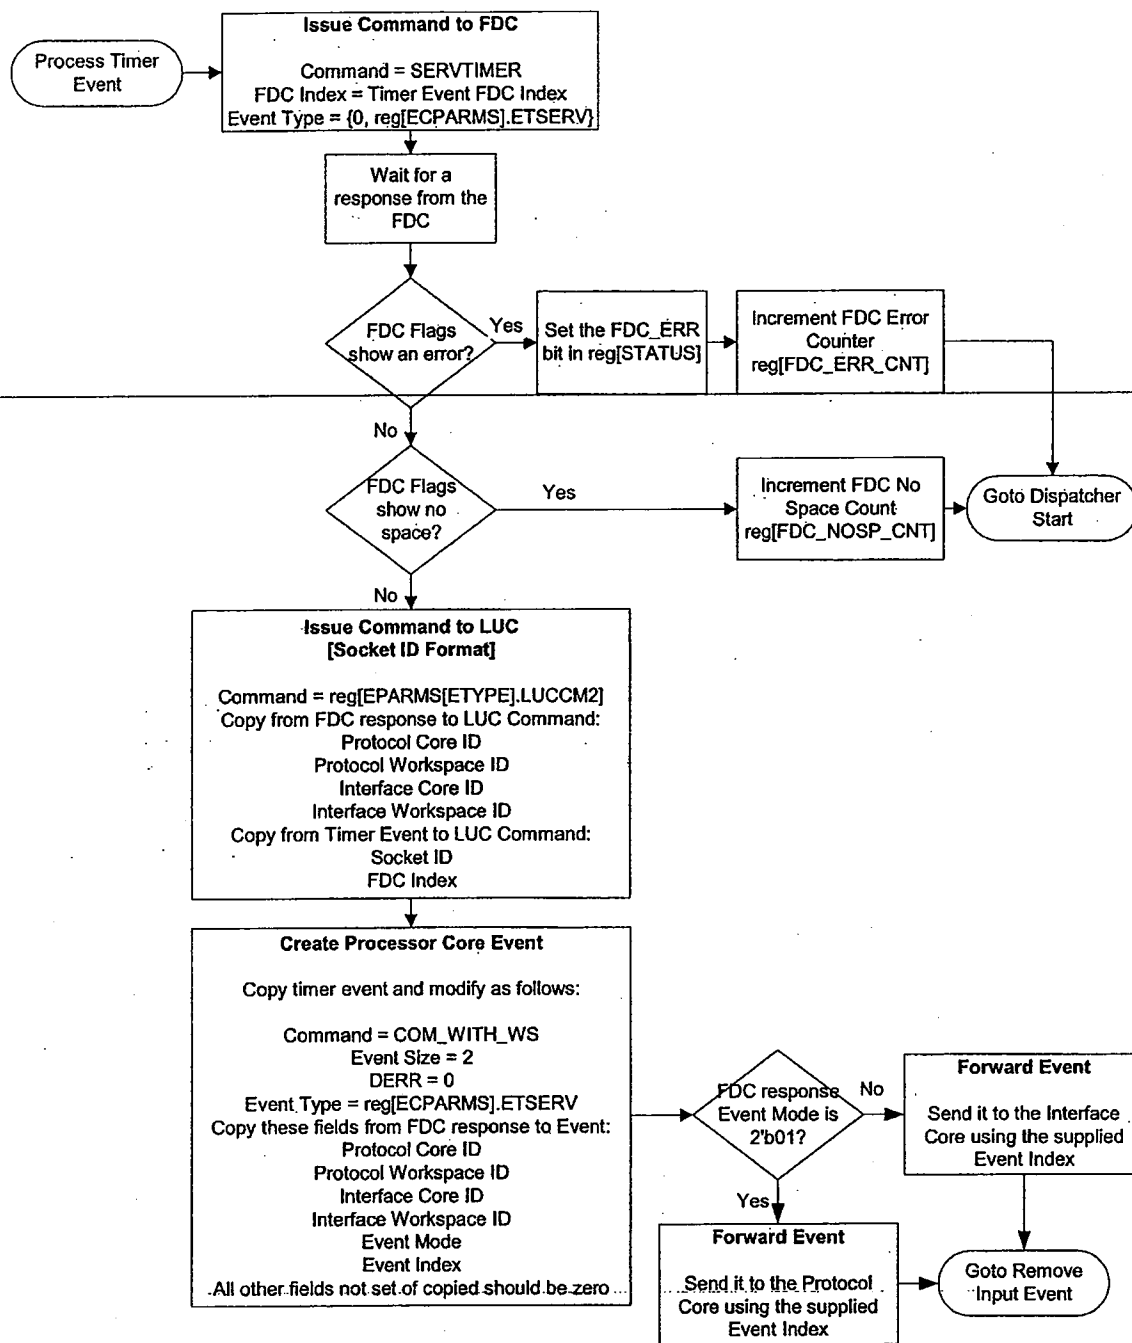 Process Timer
Event
Issue Command to FDC
Command = SERVTIMER
FDC Index = Timer Event FDC Index
Event Type = {0, reg[ECPARMS].ETSERV}
Wait for a
response from the
FDC
FDC Flags
show an error?
Yes
Set the FDC_ERR
bit in reg[STATUS]
Increment FDC Error
Counter
reg[FDC_ERR_CNT]
No
FDC Flags
show no
space?
Yes
Increment FDC No
Space Count
reg[FDC_NOSP_CNT]
Goto Dispatcher
Start
No
Issue Command to LUC
[Socket ID Format]
Command = reg[EPARMS[ETYPE].LUCCM2]
Copy from FDC response to LUC Command:
Protocol Core ID
Protocol Workspace ID
Interface Core ID
Interface Workspace ID
Copy from Timer Event to LUC Command:
Socket ID
FDC Index
Create Processor Core Event
Copy timer event and modify as follows:
Command = COM_WITH_WS
Event Size = 2
DERR = 0
Event Type = reg[ECPARMS].ETSERV
Copy these fields from FDC response to Event:
Protocol Core ID
Protocol Workspace ID
Interface Core ID
Interface Workspace ID
Event Mode
Event Index
All other fields not set of copied should be zero
FDC response
Event Mode is
2'b01?
No
Forward Event
Send it to the Interface
Core using the supplied
Event Index
Yes
Forward Event
Send it to the Protocol
Core using the supplied
Event Index
Goto Remove
Input Event